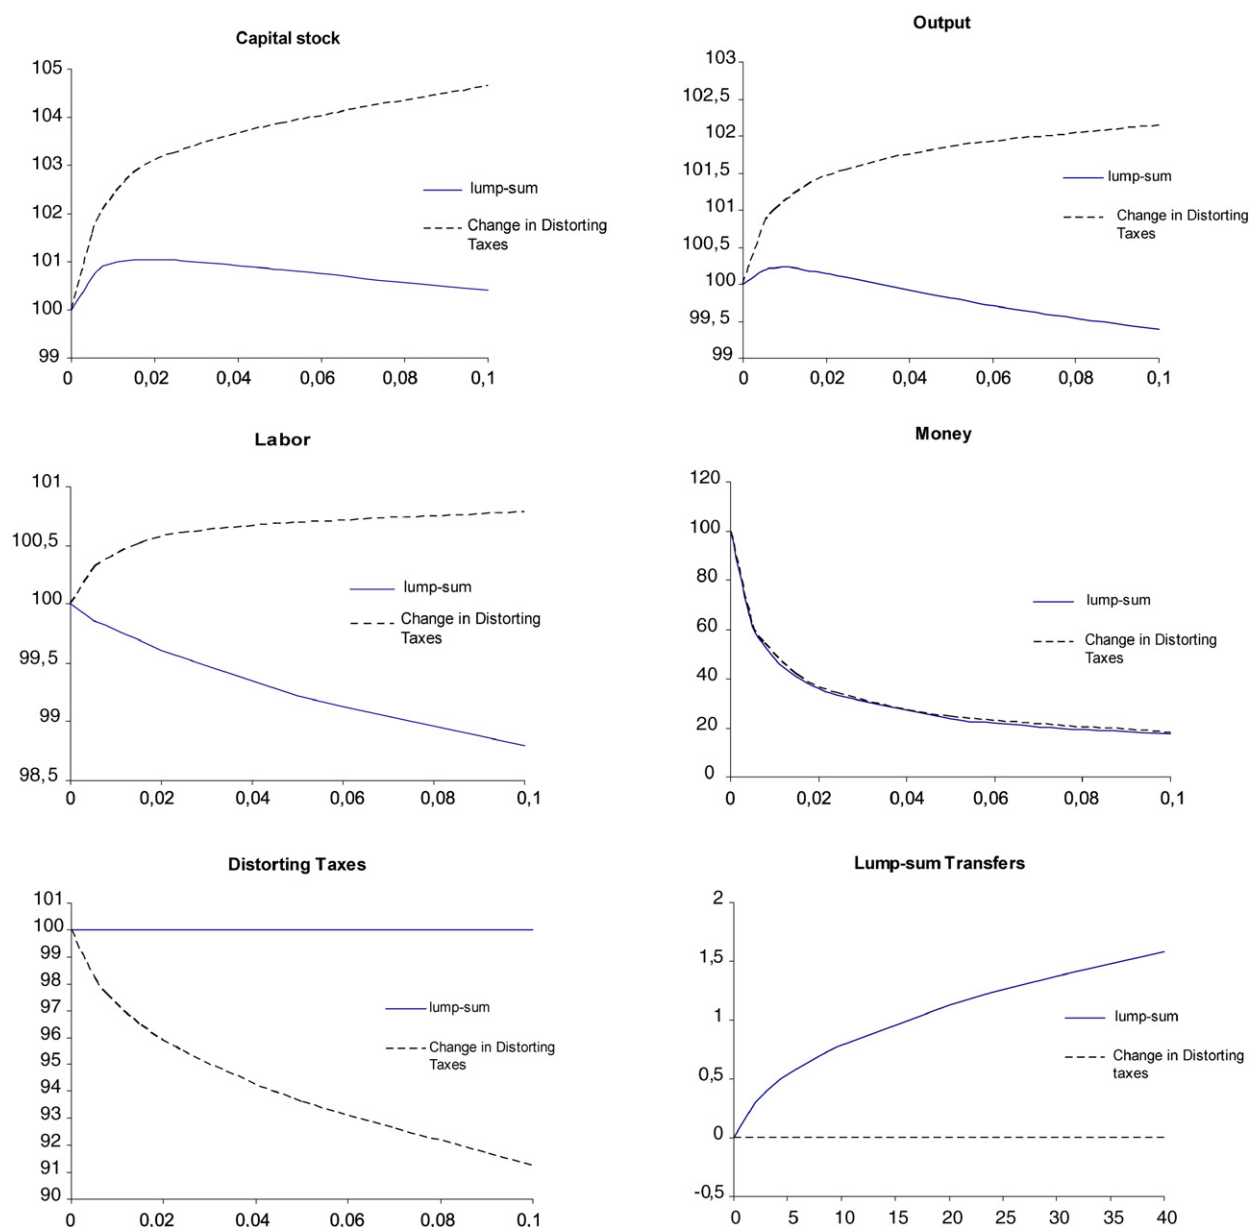 Capital stock
105
104
103
102
101
100
99
0 0,02 0,04 0,06 0,08 0,1
lump-sum
Change in Distorting
Taxes
Output
103
102,5
102
101,5
101
100,5
100
99,5
99
0 0,02 0,04 0,06 0,08 0,1
lump-sum
Change in Distorting
Taxes
Labor
101
100,5
100
99,5
99
98,5
0 0,02 0,04 0,06 0,08 0,1
lump-sum
Change in Distorting
Taxes
Money
120
100
80
60
40
20
0
0 0,02 0,04 0,06 0,08 0,1
lump-sum
Change in Distorting
Taxes
Distorting Taxes
101
100
99
98
97
96
95
94
93
92
91
90
0 0.02 0.04 0.06 0.08 0.1
lump-sum
Change in Distorting
Taxes
Lump-sum Transfers
2
1,5
1
0,5
0
-0,5
0 5 10 15 20 25 30 35 40
lump-sum
Change in Distorting
taxes